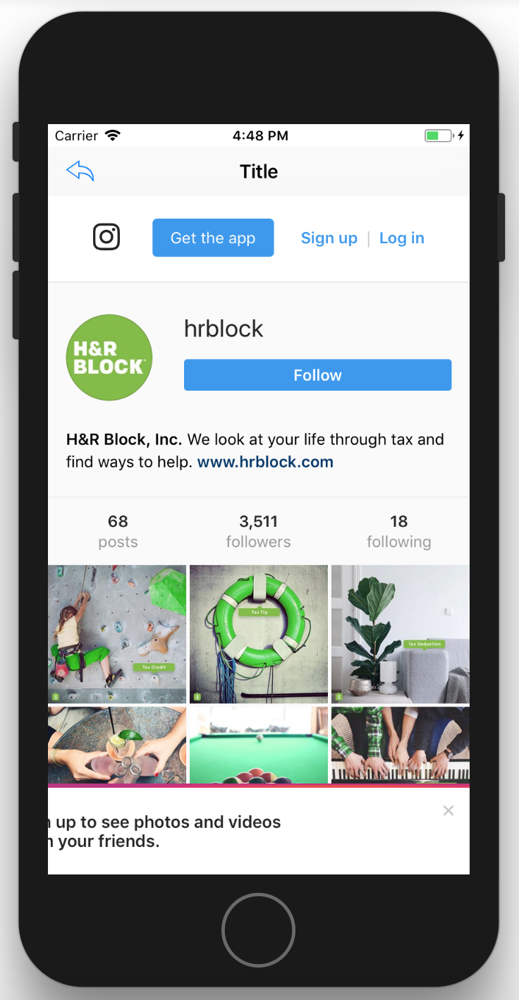 Carrier 4:48 PM
Title
Get the app Sign up | Log in
H&R
BLOCK
hrblock
Follow
H&R Block, Inc. We look at your life through tax and
find ways to help. www.hrblock.com
68 3,511 18
posts followers following
Tax Credit
Tax Tip
Tax Deduction
up to see photos and videos
your friends.